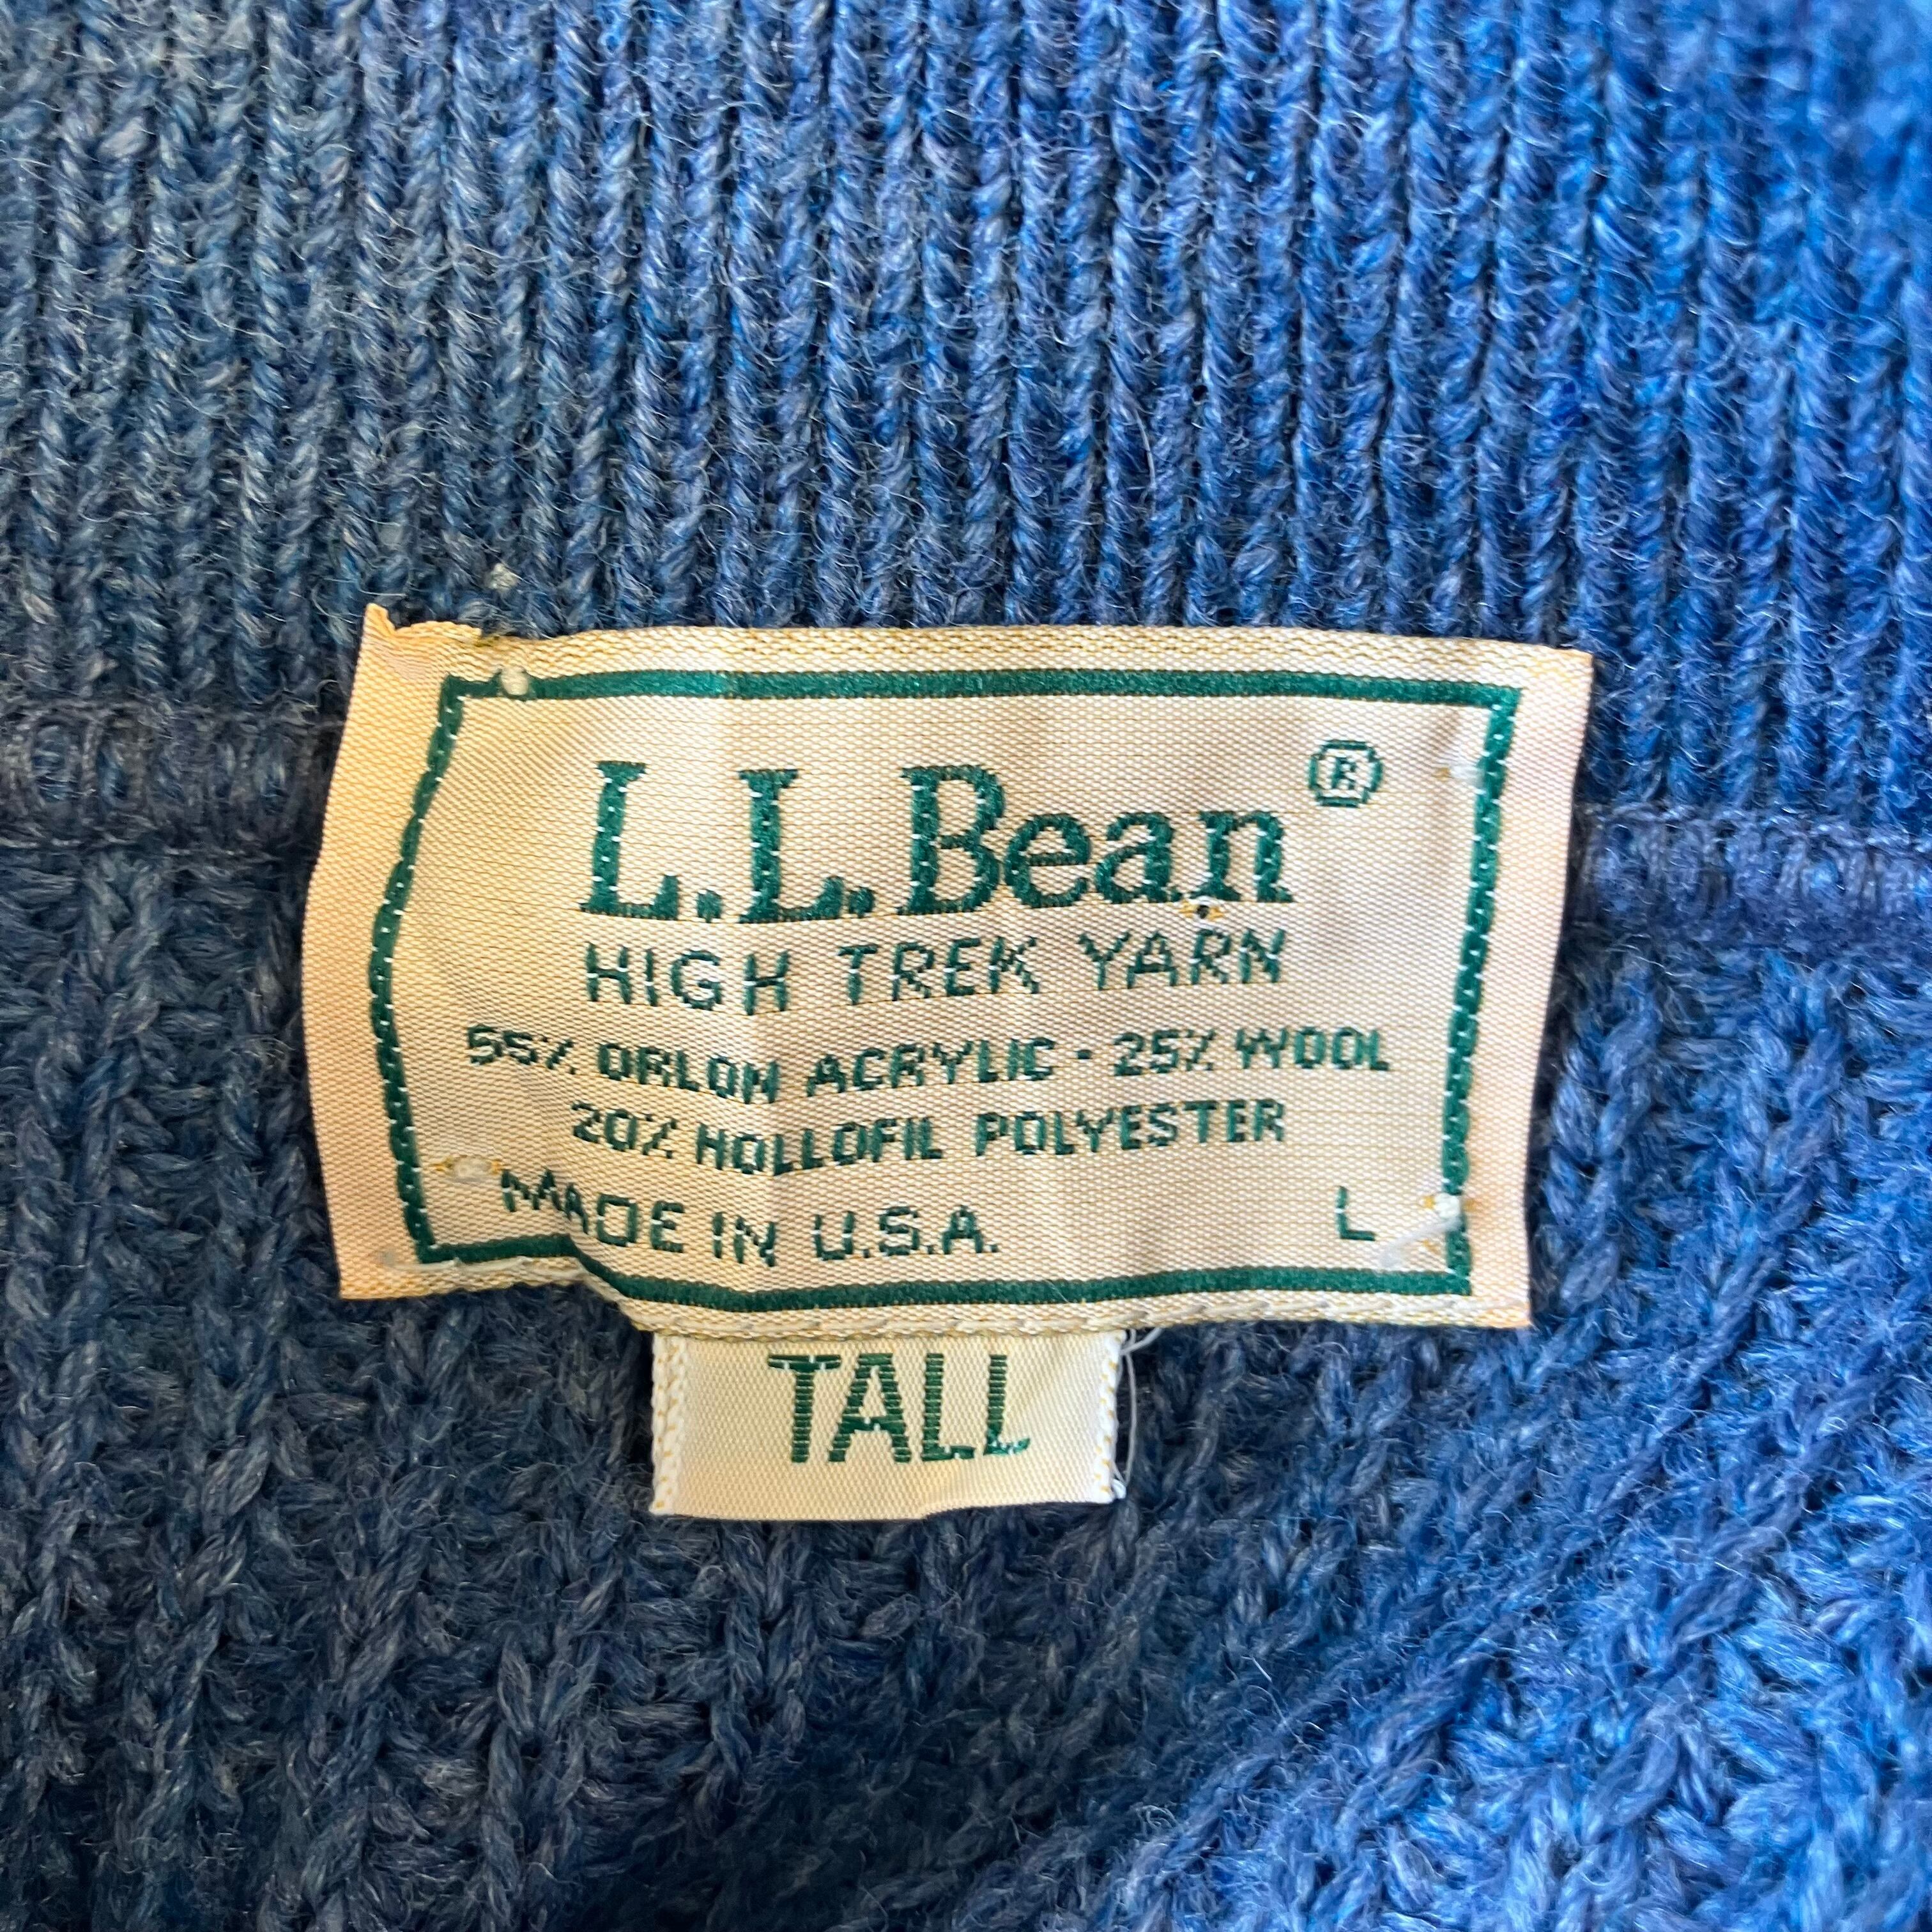 L.L.Bean ®
HIGH TREK YARN
55% ORLON ACRYLIC - 25% WOOL
20% HOLLOFIL POLYESTER
MADE IN U.S.A. L
TALL